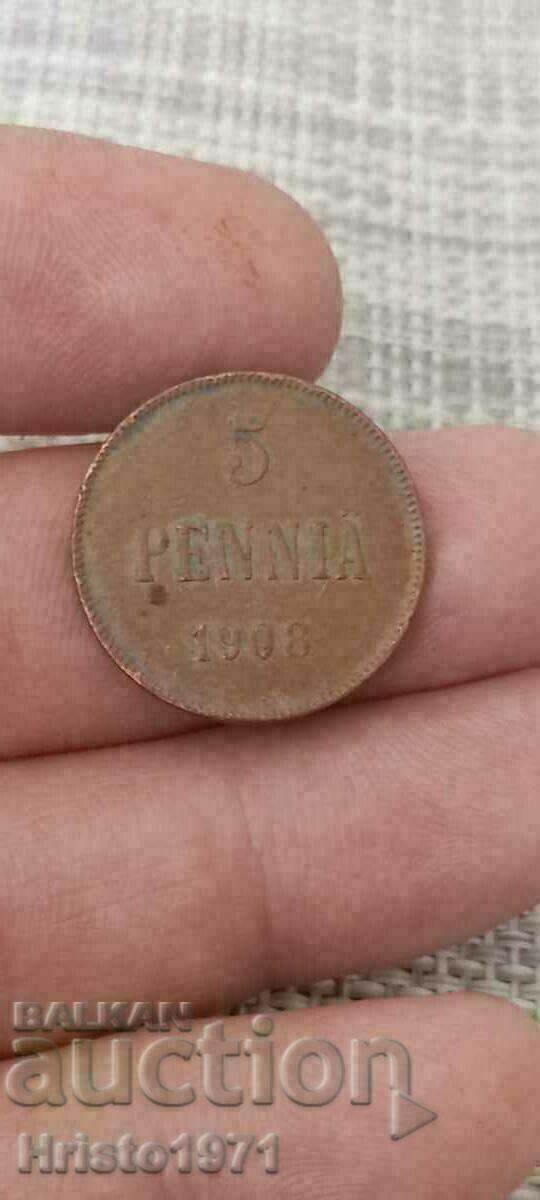 5
PENNIÄ
1908
BALKAN
auction
Hristo1971